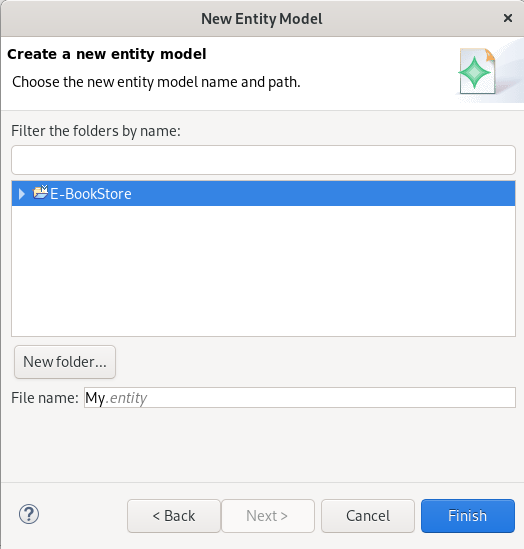 New Entity Model
×
Create a new entity model
Choose the new entity model name and path.
Filter the folders by name:
E-BookStore
New folder...
File name: My.entity
? < Back Next > Cancel Finish